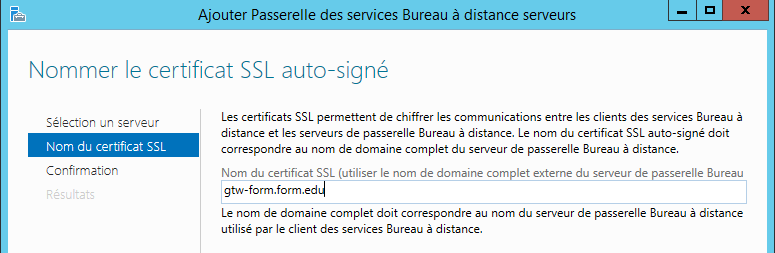 Ajouter Passerelle des services Bureau à distance serveurs
Nommer le certificat SSL auto-signé
Sélection un serveur
Nom du certificat SSL
Confirmation
Résultats
Les certificats SSL permettent de chiffrer les communications entre les clients des services Bureau à
distance et les serveurs de passerelle Bureau à distance. Le nom du certificat SSL auto-signé doit
correspondre au nom de domaine complet du serveur de passerelle Bureau à distance.
Nom du certificat SSL (utiliser le nom de domaine complet externe du serveur de passerelle Bureau
gtw-form.form.edu
Le nom de domaine complet doit correspondre au nom du serveur de passerelle Bureau à distance
utilisé par le client des services Bureau à distance.